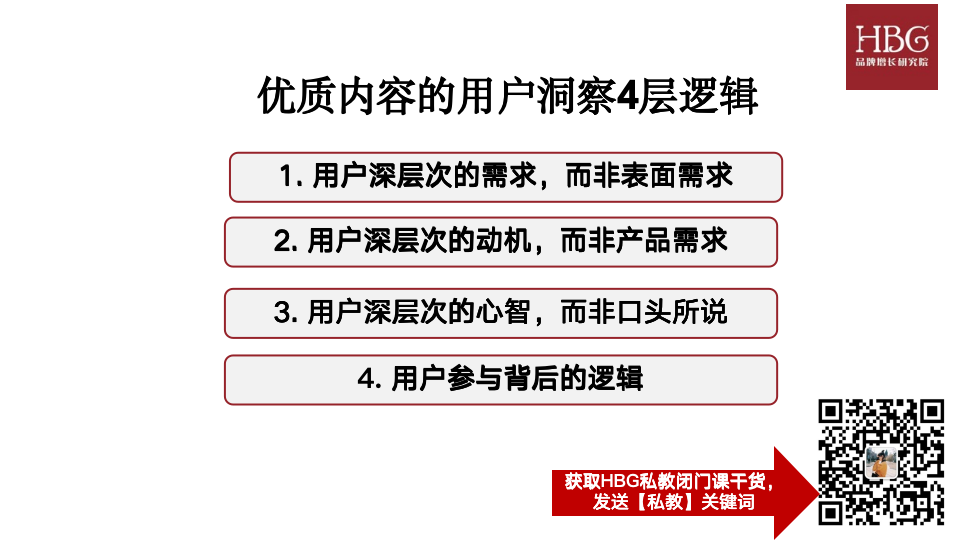 HBG
品牌增长研究院
优质内容的用户洞察4层逻辑
1. 用户深层次的需求，而非表面需求
2. 用户深层次的动机，而非产品需求
3. 用户深层次的心智，而非口头所说
4. 用户参与背后的逻辑
获取HBG私教闭门课干货，
发送【私教】关键词